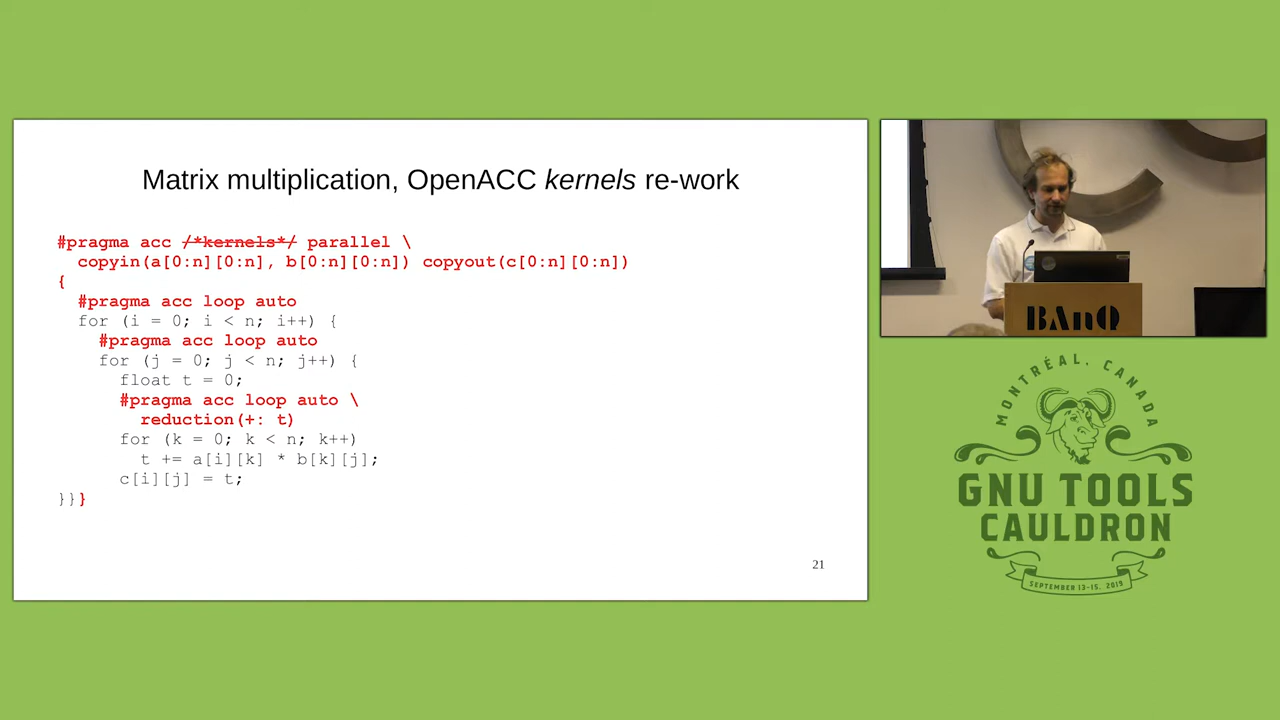 Matrix multiplication, OpenACC kernels re-work
#pragma acc /*kernels*/ parallel \
copyin(a[0:n][0:n], b[0:n][0:n]) copyout(c[0:n][0:n])
{
#pragma acc loop auto
for (i = 0; i < n; i++) {
#pragma acc loop auto
for (j = 0; j < n; j++) {
float t = 0;
#pragma acc loop auto \
reduction(+: t)
for (k = 0; k < n; k++)
t += a[i][k] * b[k][j];
c[i][j] = t;
}}}
21
BAnQ
MONTRÉAL, CANADA
GNU TOOLS
CAULDRON
SEPTEMBER 13-15, 2019